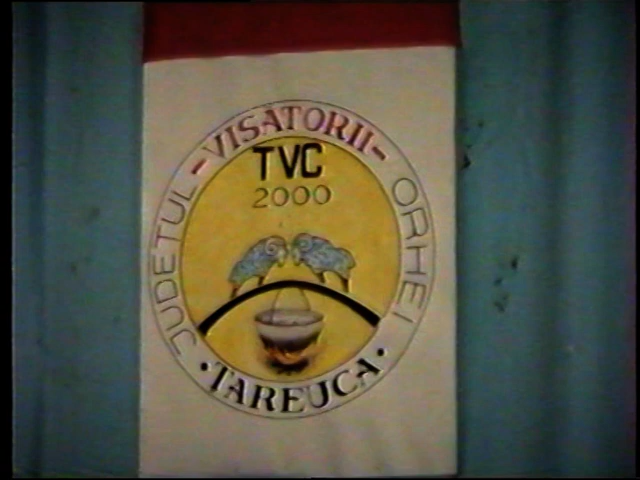 JUDETUL -VISATORII- ORHEI
TVC
2000
•TAREUCA•